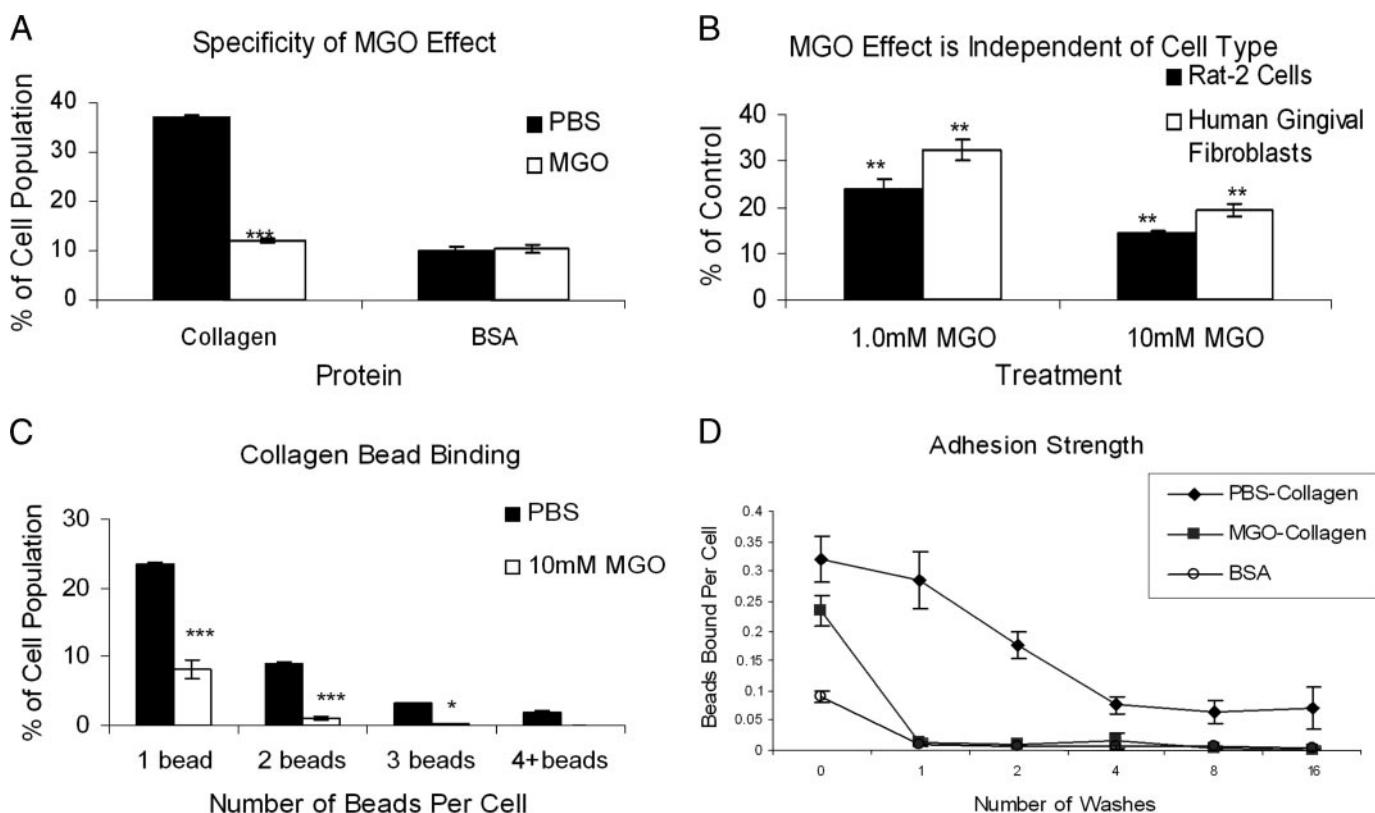 A
Specificity of MGO Effect
% of Cell Population
40
30
20
10
0
PBS
MGO
***
Collagen
BSA
Protein
B
MGO Effect is Independent of Cell Type
Rat-2 Cells
Human Gingival
Fibroblasts
% of Control
40
30
20
10
0
**
**
**
**
1.0mM MGO
10mM MGO
Treatment
C
Collagen Bead Binding
% of Cell Population
30
20
10
0
PBS
10mM MGO
***
***
*
1 bead
2 beads
3 beads
4+beads
Number of Beads Per Cell
D
Adhesion Strength
PBS-Collagen
MGO-Collagen
BSA
Beads Bound Per Cell
0.4
0.35
0.3
0.25
0.2
0.15
0.1
0.05
0
0
1
2
4
8
16
Number of Washes